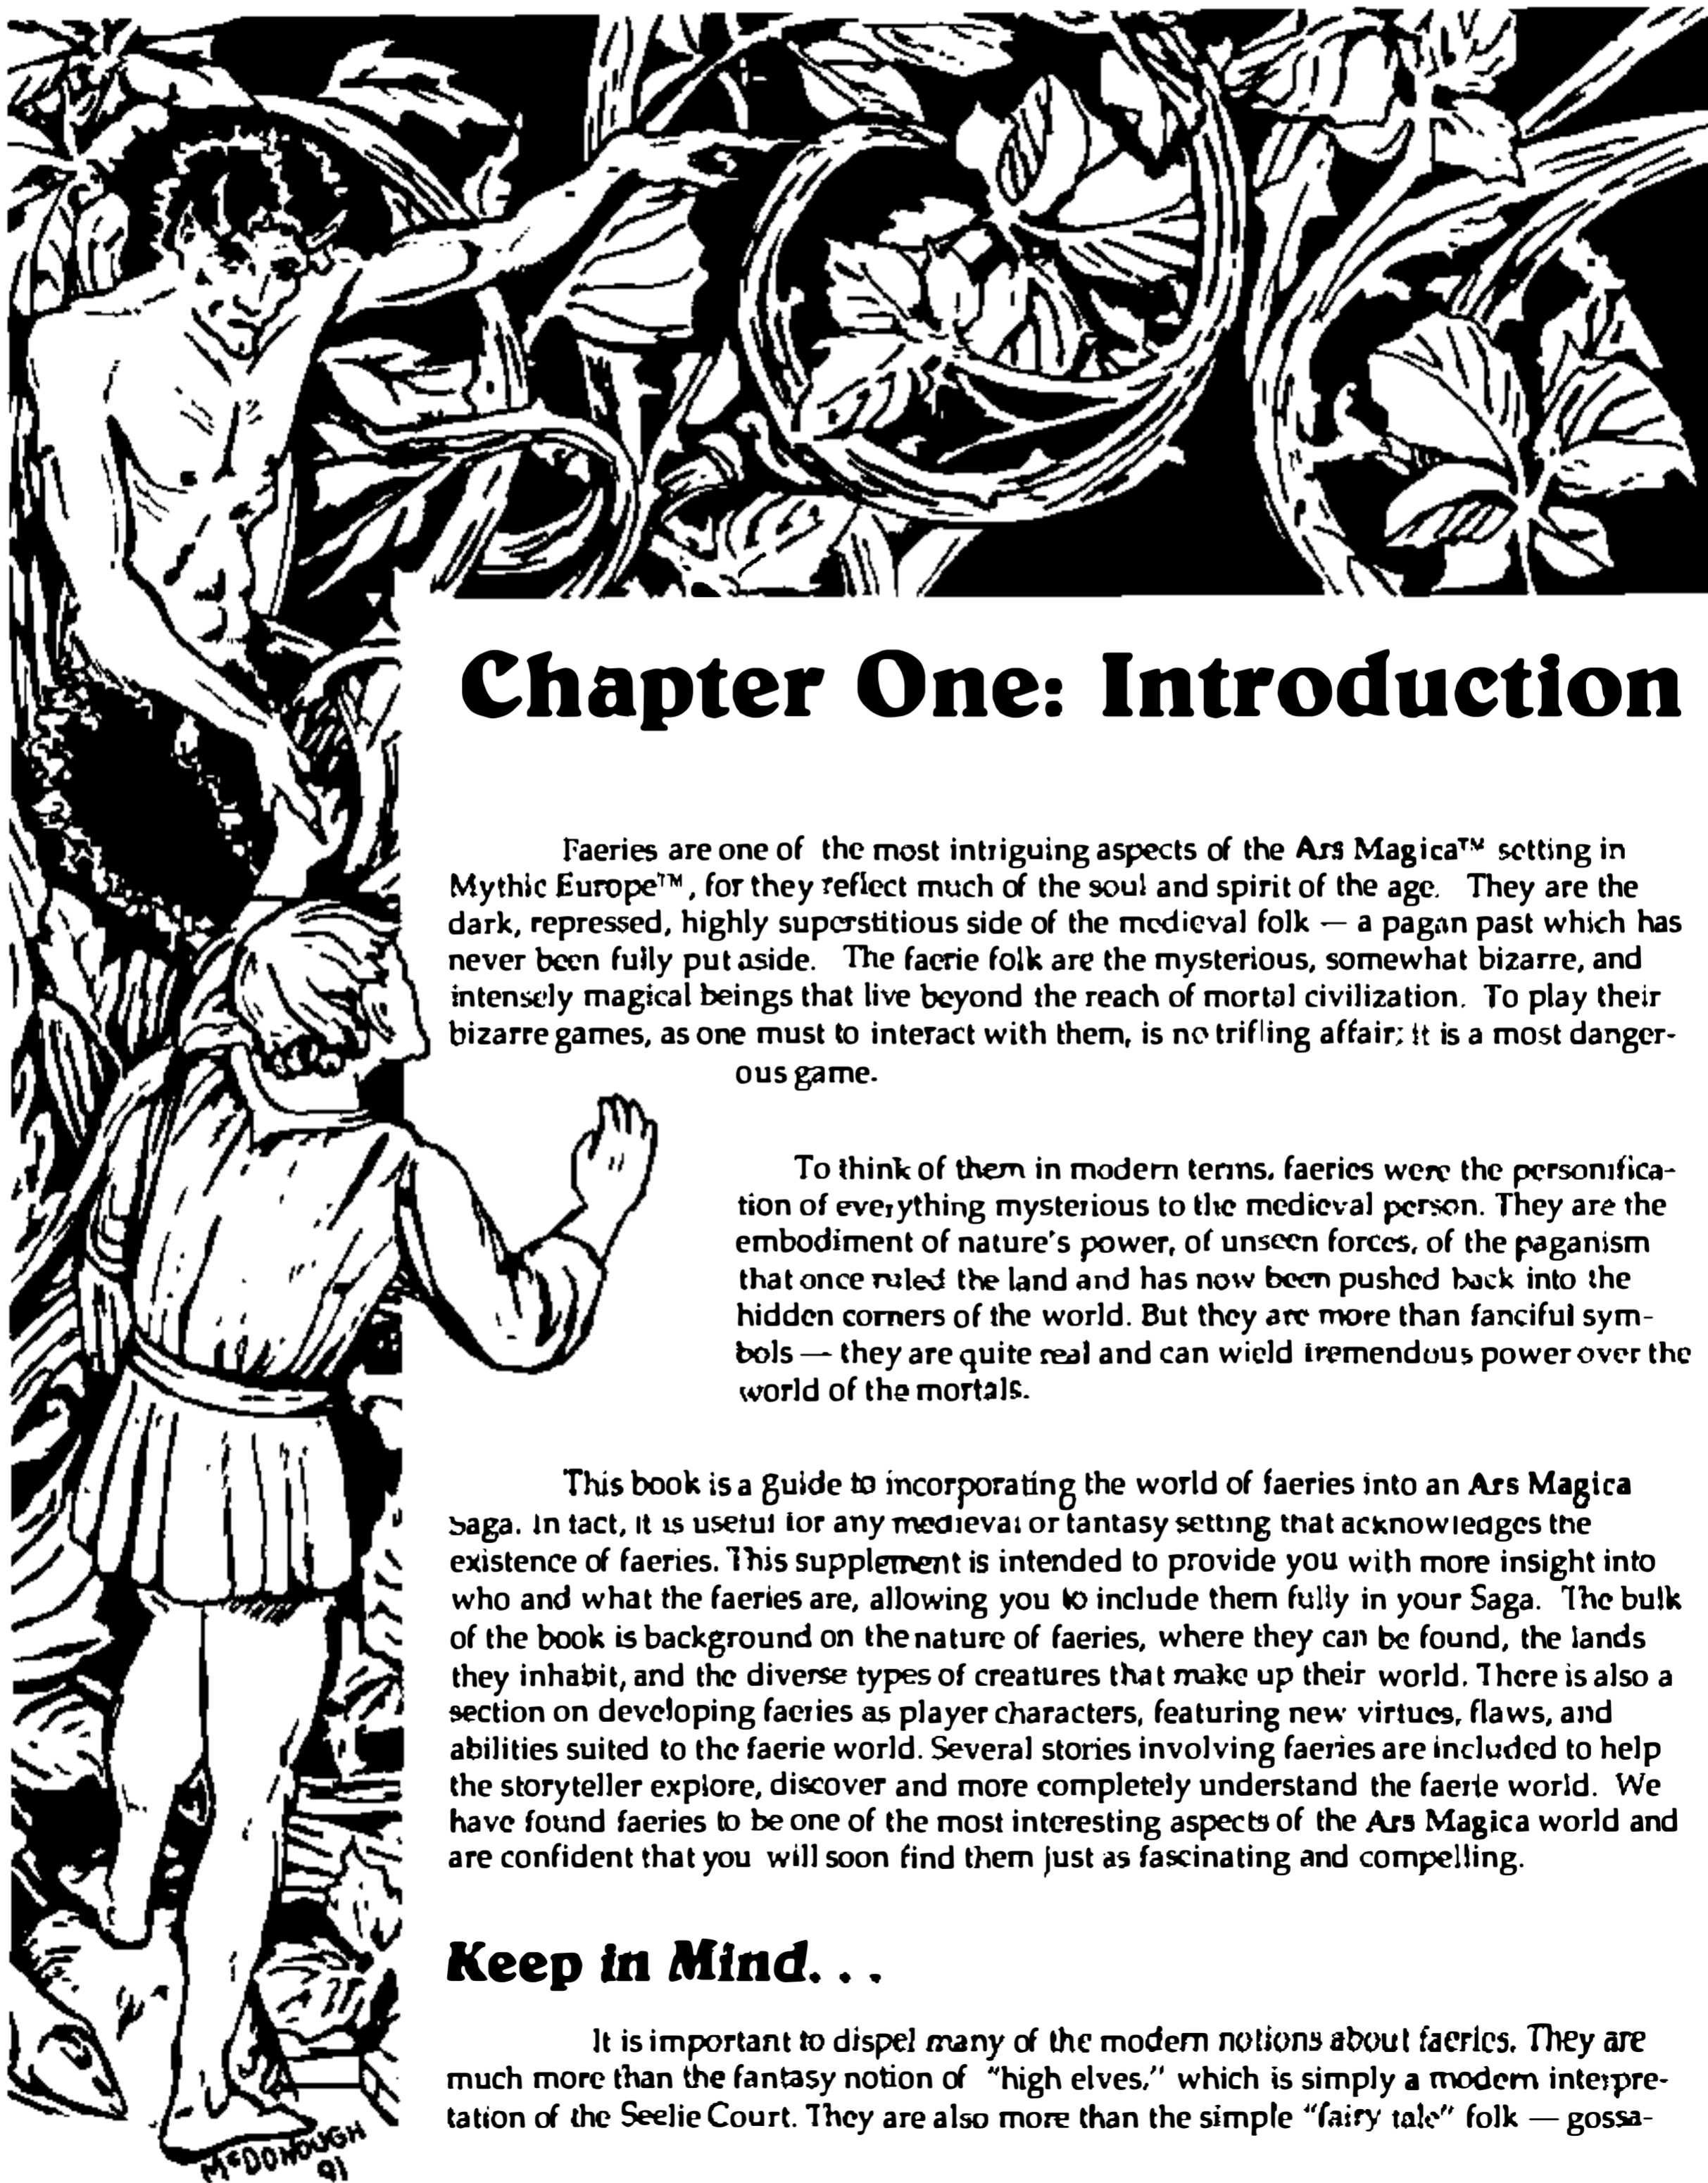 Chapter One: Introduction
Faeries are one of the most intriguing aspects of the Ars Magica™ setting in
Mythic Europe™, for they reflect much of the soul and spirit of the age. They are the
dark, repressed, highly superstitious side of the medieval folk — a pagan past which has
never been fully put aside. The faerie folk are the mysterious, somewhat bizarre, and
intensely magical beings that live beyond the reach of mortal civilization. To play their
bizarre games, as one must to interact with them, is no trifling affair; it is a most danger-
ous game.
To think of them in modern terms, faeries were the personifica-
tion of everything mysterious to the medieval person. They are the
embodiment of nature's power, of unseen forces, of the paganism
that once ruled the land and has now been pushed back into the
hidden corners of the world. But they are more than fanciful sym-
bols — they are quite real and can wield tremendous power over the
world of the mortals.
This book is a guide to incorporating the world of faeries into an Ars Magica
Saga. In fact, it is useful for any medieval or fantasy setting that acknowledges the
existence of faeries. This supplement is intended to provide you with more insight into
who and what the faeries are, allowing you to include them fully in your Saga. The bulk
of the book is background on the nature of faeries, where they can be found, the lands
they inhabit, and the diverse types of creatures that make up their world. There is also a
section on developing faeries as player characters, featuring new virtues, flaws, and
abilities suited to the faerie world. Several stories involving faeries are included to help
the storyteller explore, discover and more completely understand the faerie world. We
have found faeries to be one of the most interesting aspects of the Ars Magica world and
are confident that you will soon find them just as fascinating and compelling.
Keep in Mind. . .
It is important to dispel many of the modern notions about faeries. They are
much more than the fantasy notion of "high elves," which is simply a modern interpre-
tation of the Seelie Court. They are also more than the simple "fairy tale" folk — gossa-
McDONOUGH
91